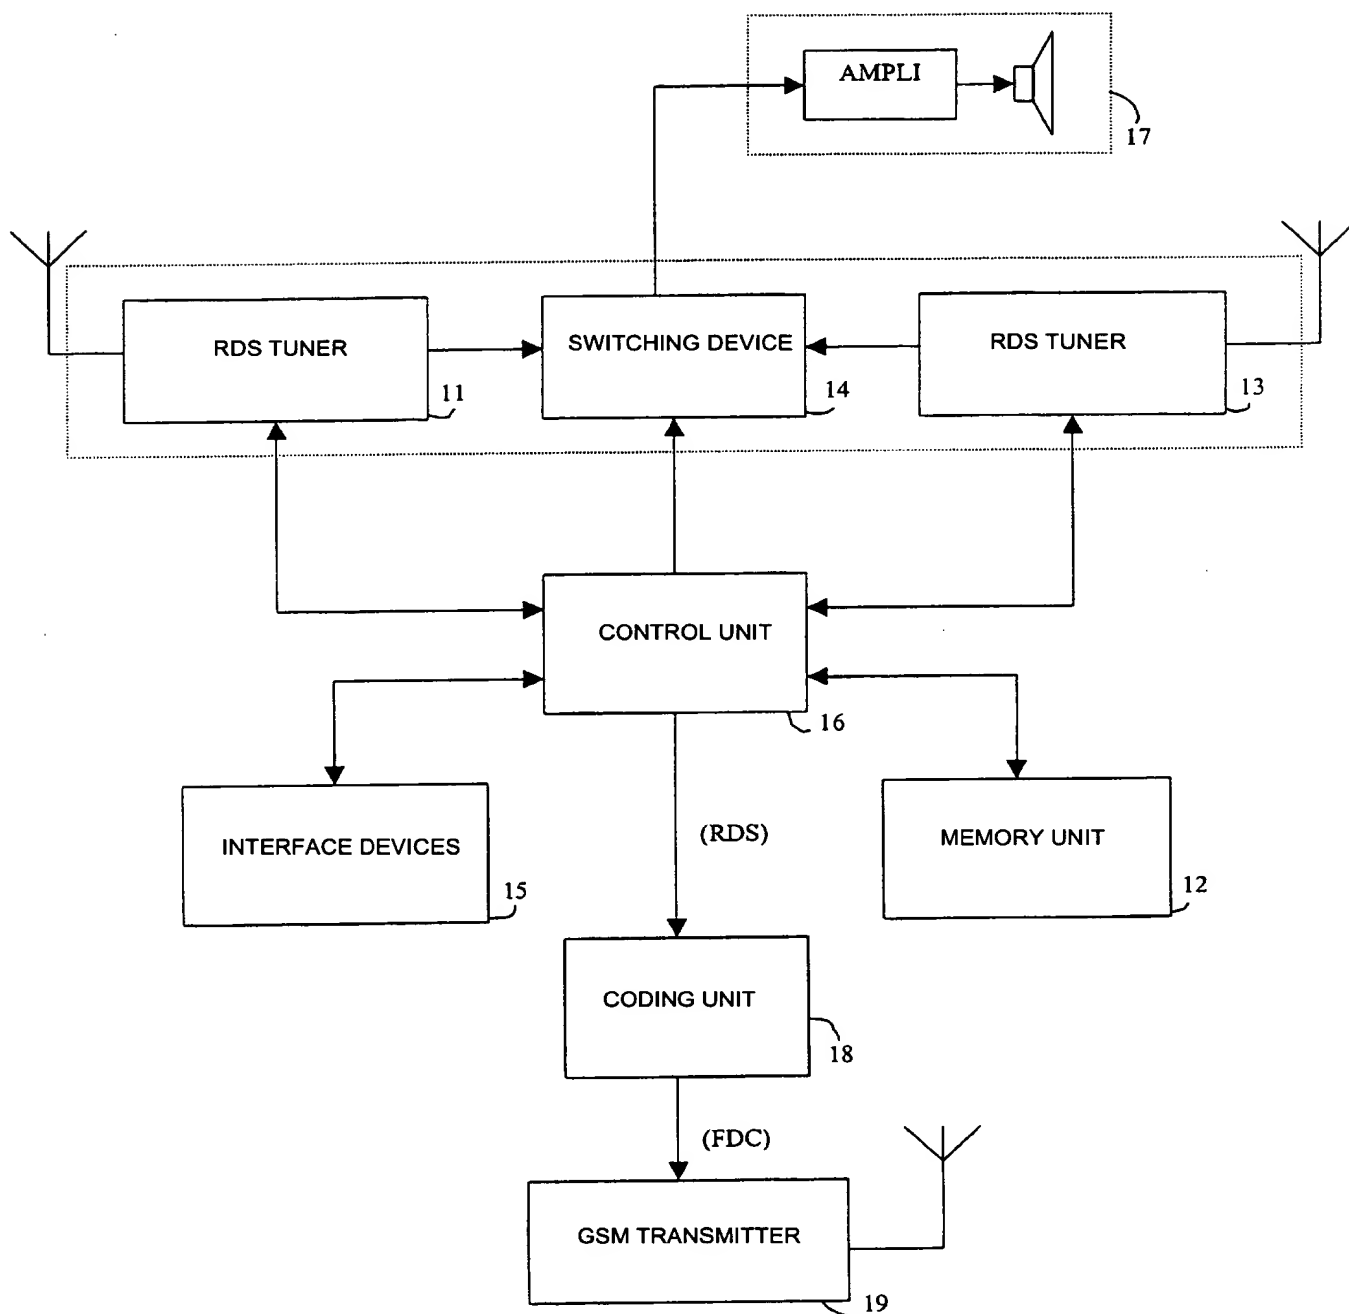 AMPLI
17
RDS TUNER
11
SWITCHING DEVICE
14
RDS TUNER
13
CONTROL UNIT
16
INTERFACE DEVICES
15
(RDS)
MEMORY UNIT
12
CODING UNIT
18
(FDC)
GSM TRANSMITTER
19